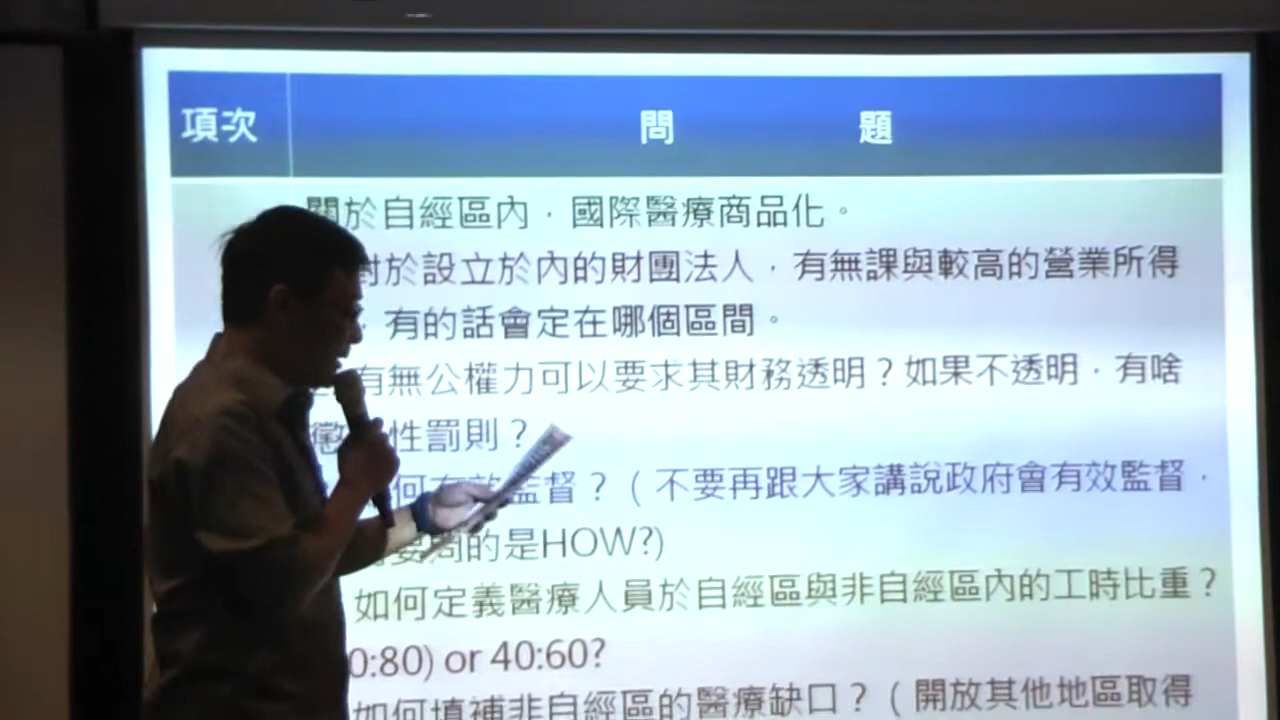 項次 問 題
關於自經區內，國際醫療商品化。
對於設立於內的財團法人，有無課與較高的營業所得
，有的話會定在哪個區間。
有無公權力可以要求其財務透明？如果不透明，有啥
懲 性罰則？
何有效監督？（不要再跟大家講說政府會有效監督，
要問的是HOW?)
如何定義醫療人員於自經區與非自經區內的工時比重？
0:80) or 40:60?
如何填補非自經區的醫療缺口？（開放其他地區取得